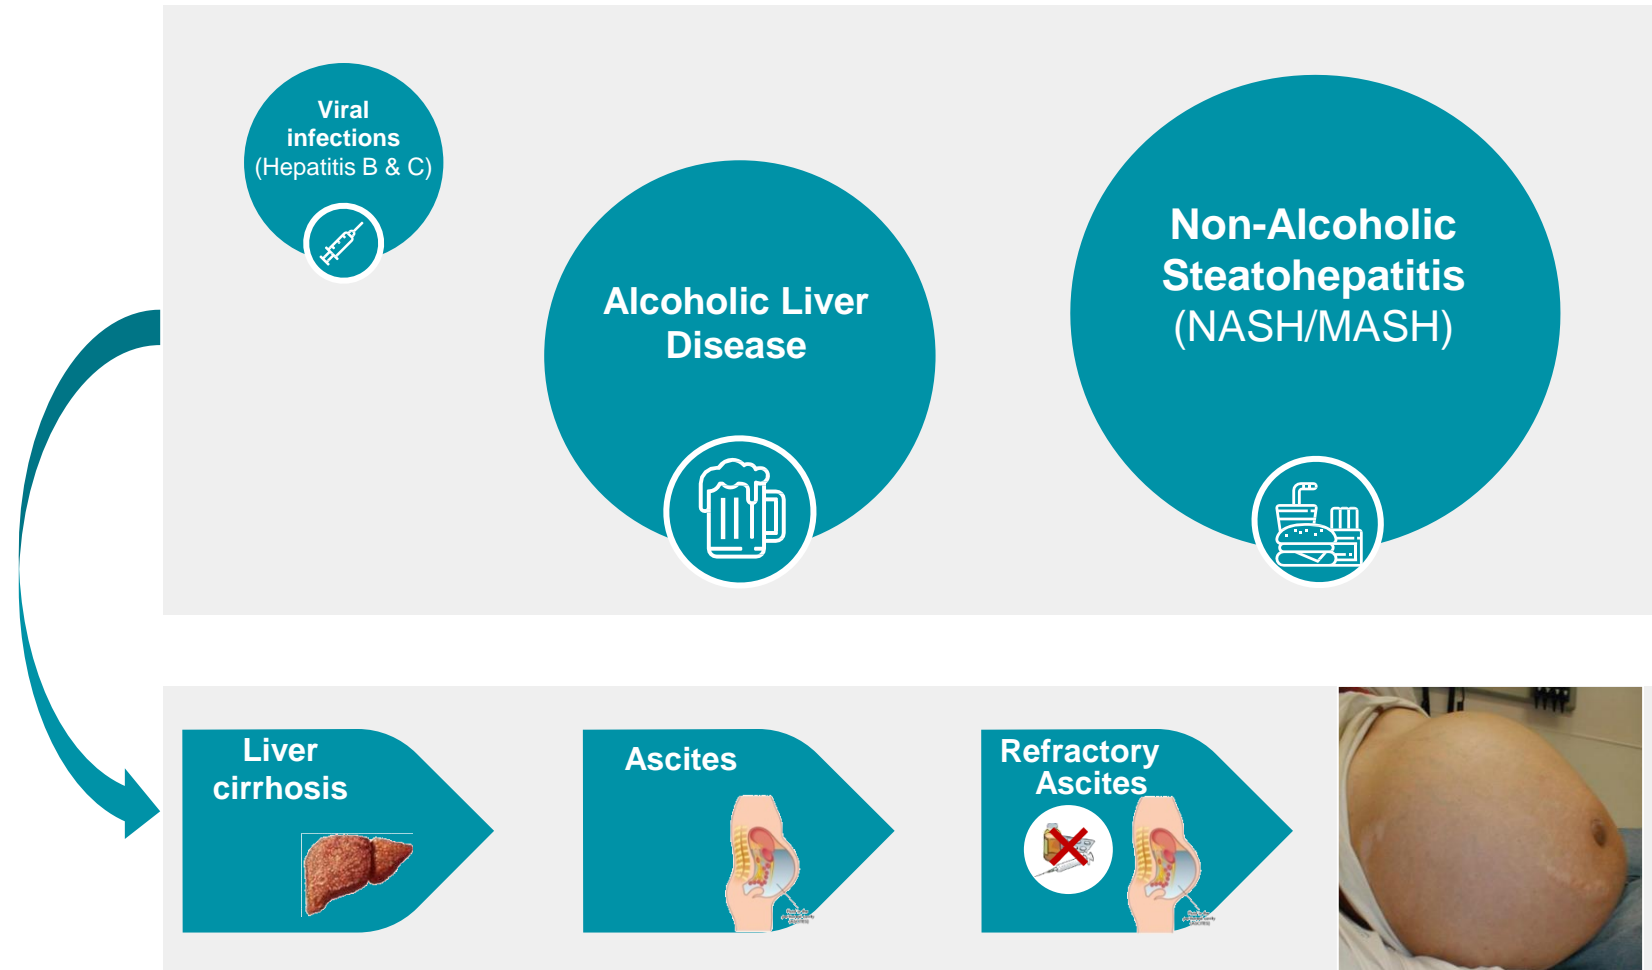 Viral
infections
(Hepatitis B & C)
Alcoholic Liver
Disease
Non-Alcoholic
Steatohepatitis
(NASH/MASH)
Liver
cirrhosis
Ascites
Refractory
Ascites